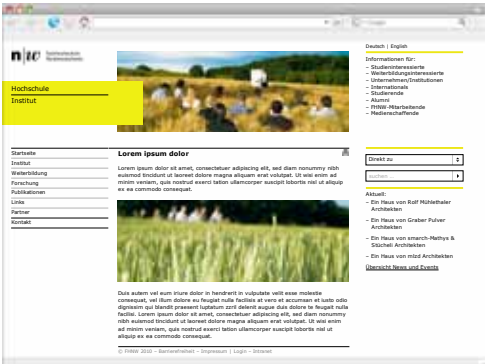 Deutsch | English
n|w Fachhochschule
Nordwestschweiz
Informationen für:
– Studieninteressierte
– Weiterbildungsinteressierte
– Unternehmen/Institutionen
– Internationals
– Studierende
– Alumni
– FHNW-Mitarbeitende
– Medienschaffende
Hochschule
Institut
Startseite
Institut
Weiterbildung
Forschung
Publikationen
Links
Partner
Kontakt
Lorem ipsum dolor
Lorem ipsum dolor sit amet, consectetuer adipiscing elit, sed diam nonummy nibh
euismod tincidunt ut laoreet dolore magna aliquam erat volutpat. Ut wisi enim ad
minim veniam, quis nostrud exerci tation ullamcorper suscipit lobortis nisl ut aliquip
ex ea commodo consequat.
Duis autem vel eum iriure dolor in hendrerit in vulputate velit esse molestie
consequat, vel illum dolore eu feugiat nulla facilisis at vero et accumsan et iusto odio
dignissim qui blandit praesent luptatum zzril delenit augue duis dolore te feugait nulla
facilisi. Lorem ipsum dolor sit amet, consectetuer adipiscing elit, sed diam nonummy
nibh euismod tincidunt ut laoreet dolore magna aliquam erat volutpat. Ut wisi enim
ad minim veniam, quis nostrud exerci tation ullamcorper suscipit lobortis nisl ut
aliquip ex ea commodo consequat.
Direkt zu
suchen ...
Aktuell:
– Ein Haus von Rolf Mühlethaler
Architekten
– Ein Haus von Graber Pulver
Architekten
– Ein Haus von smarch-Mathys &
Stücheli Architekten
– Ein Haus von mlzd Architekten
Übersicht News und Events
© FHNW 2010 – Barrierefreiheit – Impressum | Login – Intranet